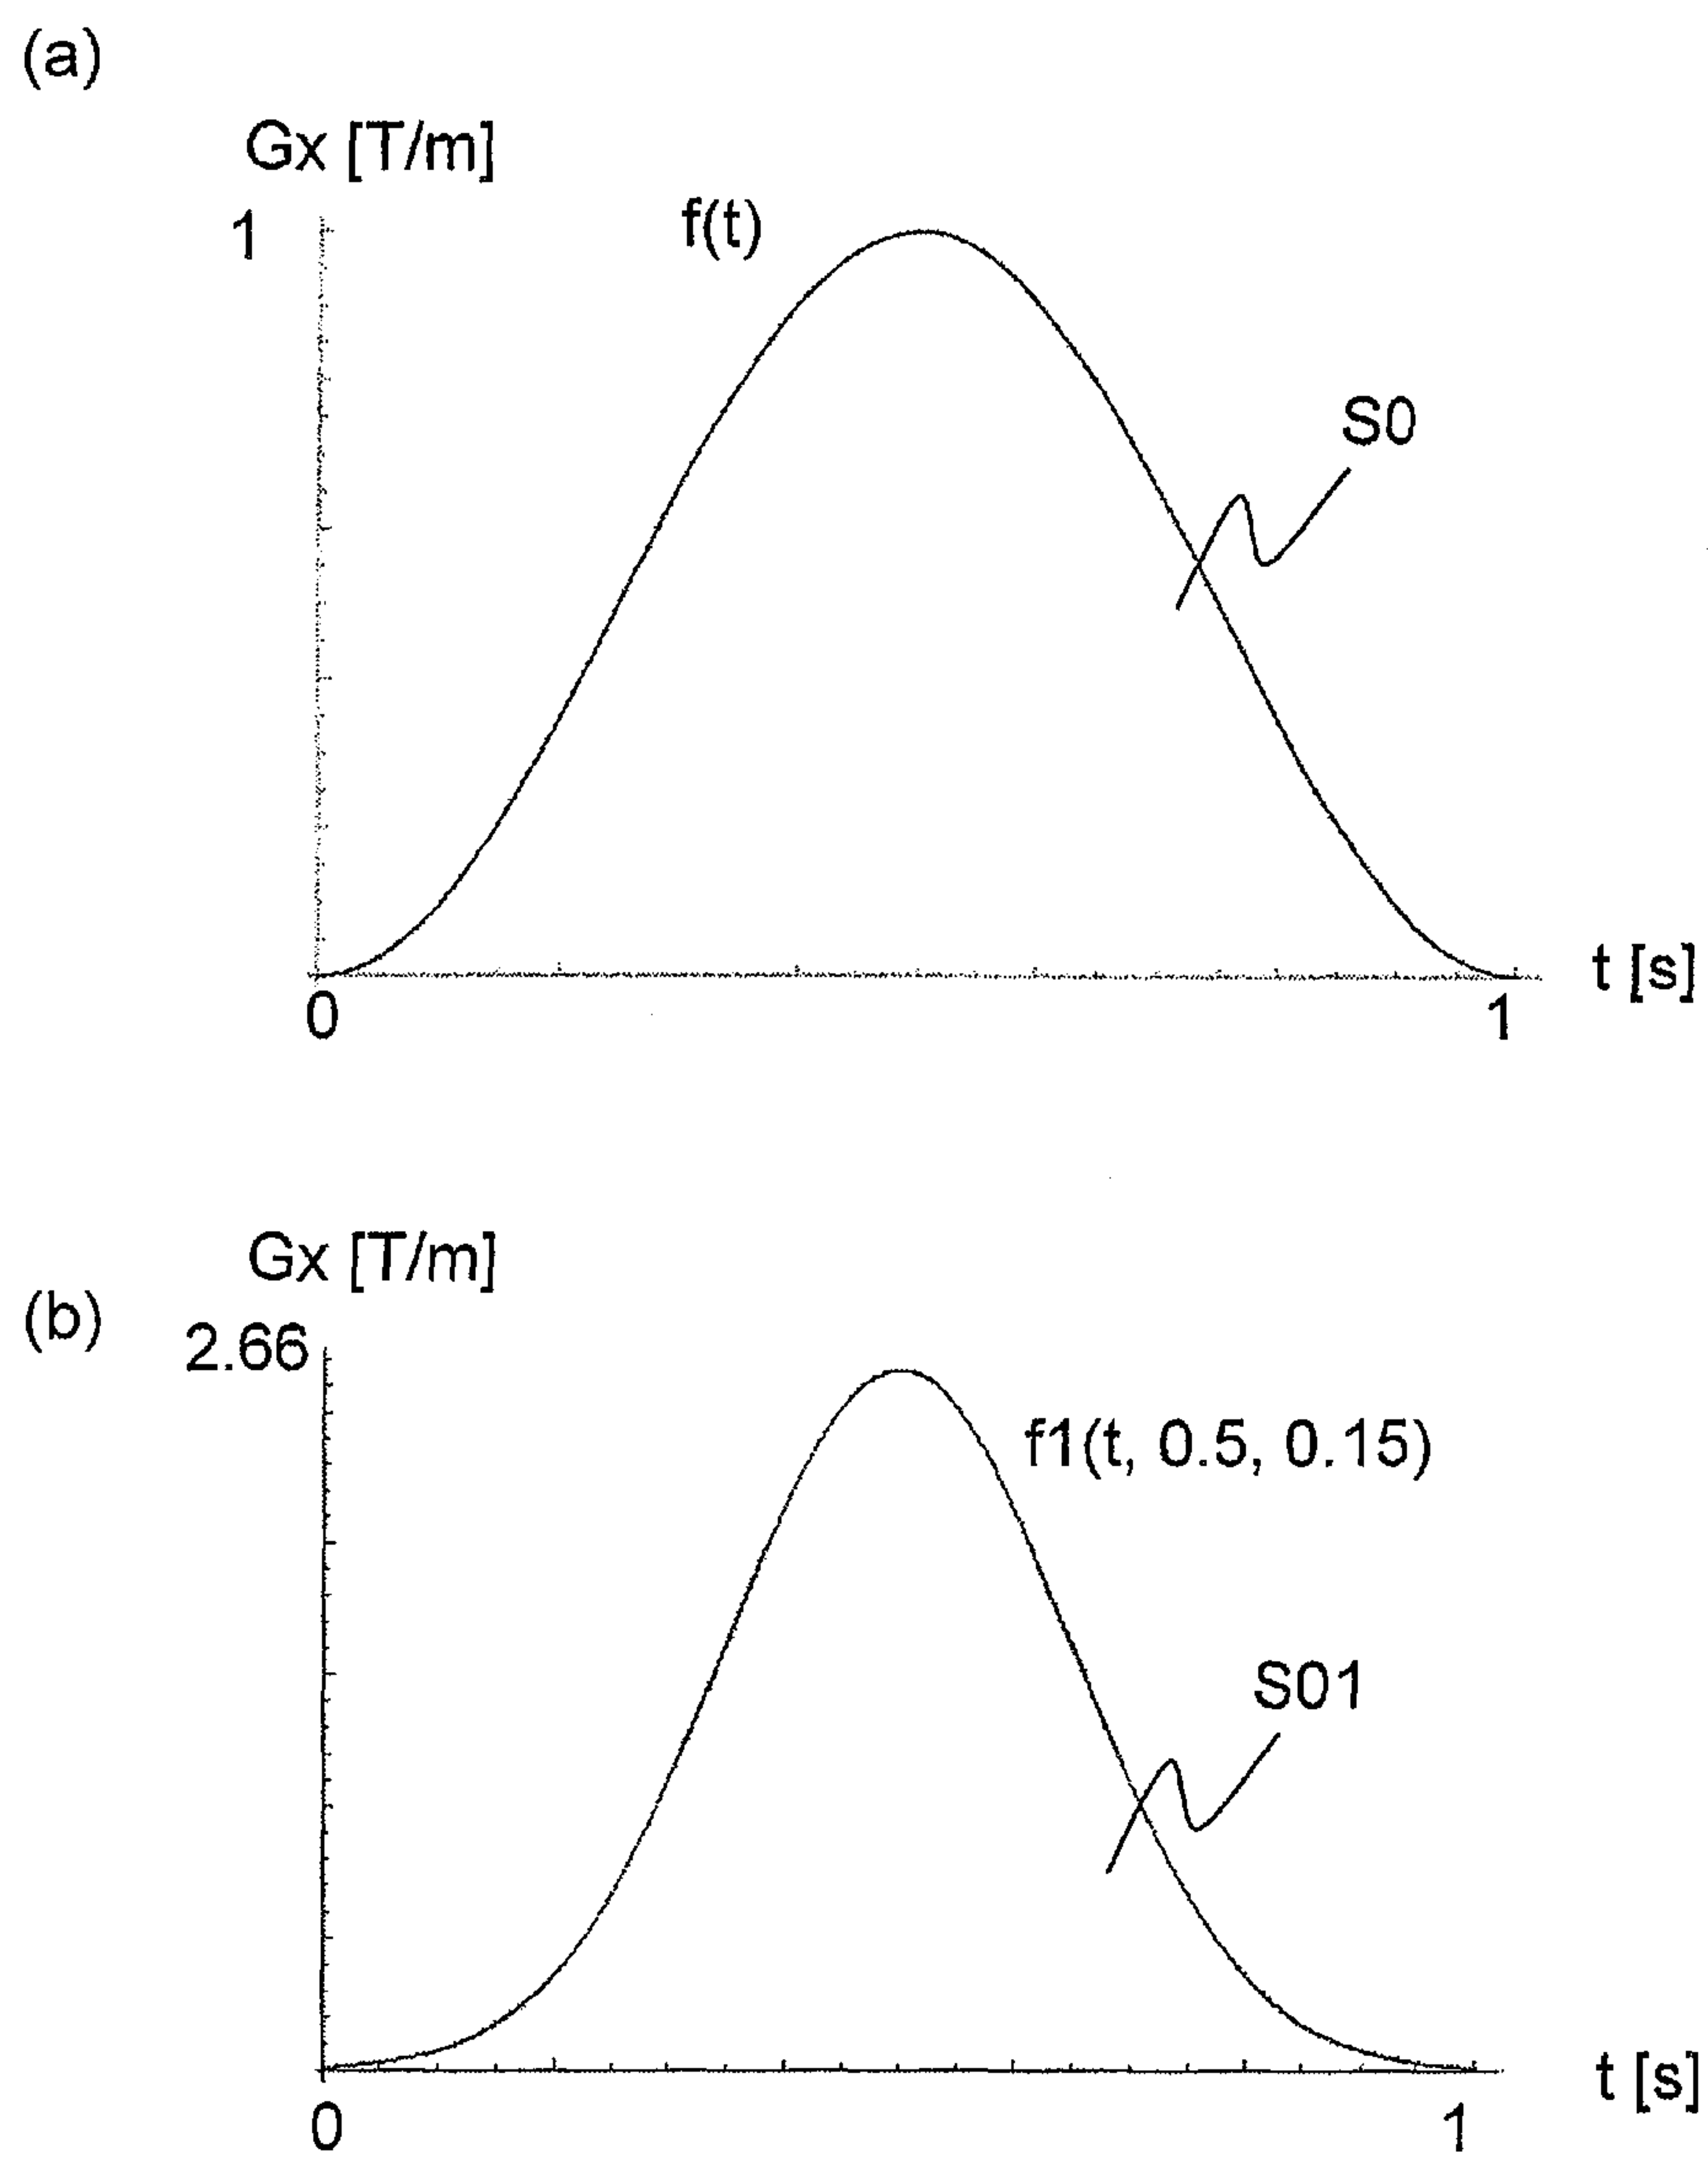 (a)
Gx [T/m]
1
f(t)
S0
t [s]
0
1
Gx [T/m]
(b)
2.66
f1(t, 0.5, 0.15)
S01
t [s]
0
1